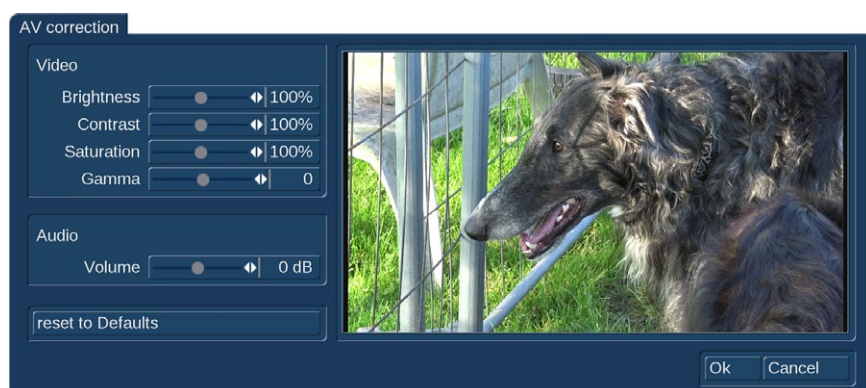 AV correction
Video
Brightness 100%
Contrast 100%
Saturation 100%
Gamma 0
Audio
Volume 0 dB
reset to Defaults
Ok Cancel